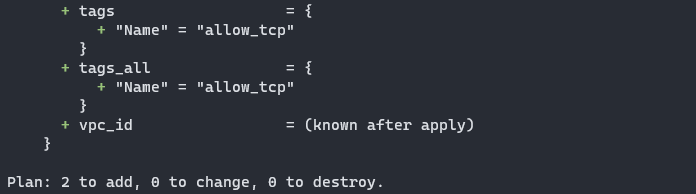 + tags = {
+ "Name" = "allow_tcp"
}
+ tags_all = {
+ "Name" = "allow_tcp"
}
+ vpc_id = (known after apply)
}
Plan: 2 to add, 0 to change, 0 to destroy.